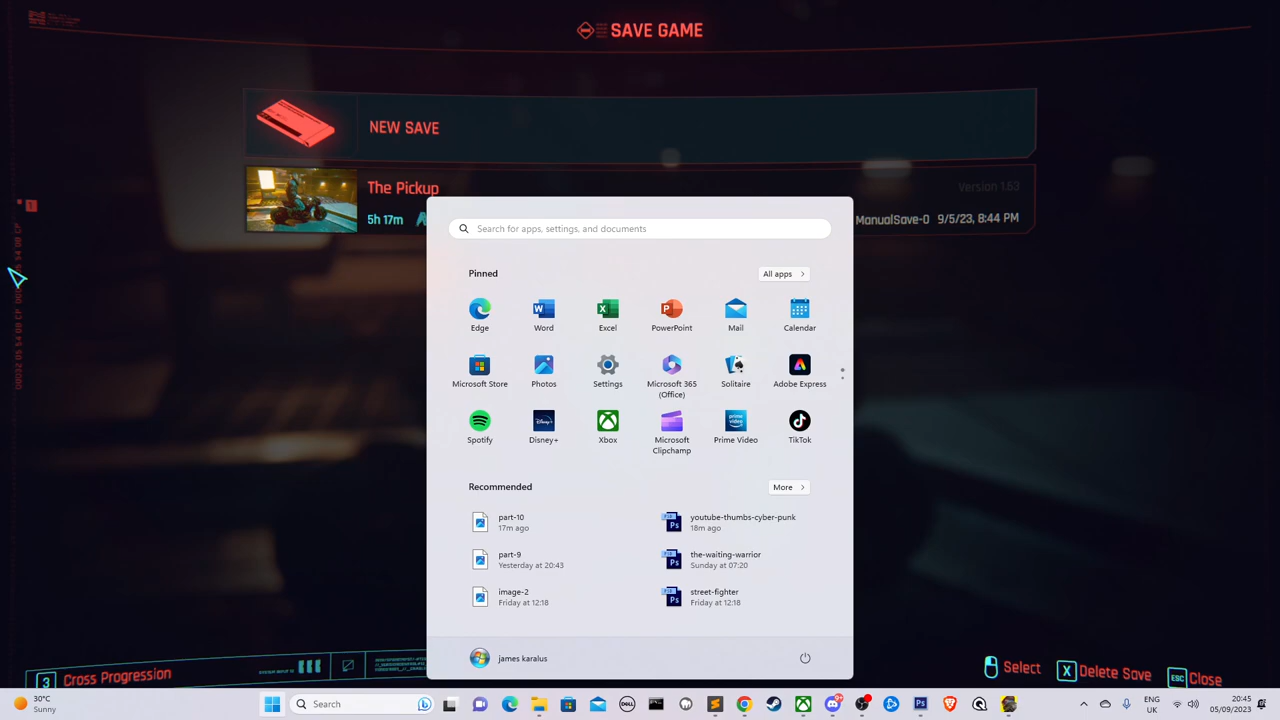 SAVE GAME
NEW SAVE
The Pickup
Version 1.63
5h 17m
ManualSave-0 9/5/23, 8:44 PM
1
Search for apps, settings, and documents
Pinned
All apps
Edge
Word
Excel
PowerPoint
Mail
Calendar
Microsoft Store
Photos
Settings
Microsoft 365
(Office)
Solitaire
Adobe Express
Spotify
Disney+
Xbox
Microsoft
Clipchamp
Prime Video
TikTok
Recommended
More
part-10
17m ago
youtube-thumbs-cyber-punk
18m ago
part-9
Yesterday at 20:43
the-waiting-warrior
Sunday at 07:20
image-2
Friday at 12:18
street-fighter
Friday at 12:18
james karalus
3 Cross Progression
Select
X Delete Save
ESC Close
30°C
Sunny
Search
ENG
UK
20:45
05/09/2023